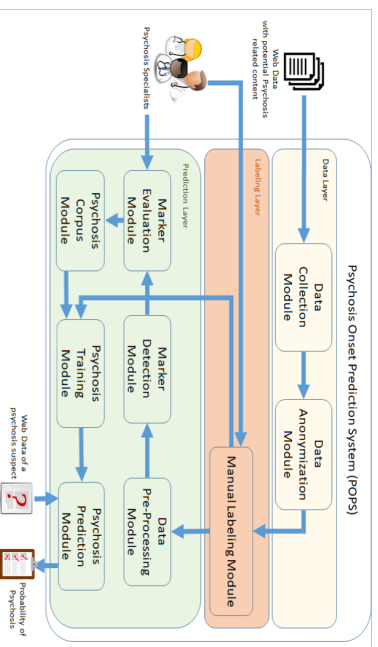 Psychosis Onset Prediction System (POPS)
Web Data
with potential Psychosis
related content
Data Layer
Data
Collection
Module
Data
Anonymization
Module
Psychosis Specialists
Labeling Layer
Manual Labeling Module
Prediction Layer
Marker
Evaluation
Module
Marker
Detection
Module
Data
Pre-Processing
Module
Psychosis
Corpus
Module
Psychosis
Training
Module
Psychosis
Prediction
Module
Web Data of a
psychosis suspect
?
Probability of
Psychosis